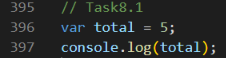 395 // Task8.1
396 var total = 5;
397 console.log(total);